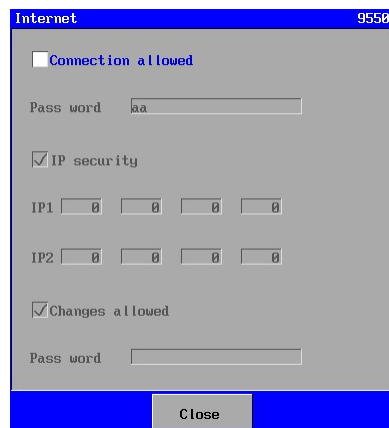 Internet 9550
Connection allowed
Pass word aa
IP security
IP1 0 0 0 0
IP2 0 0 0 0
Changes allowed
Pass word
Close